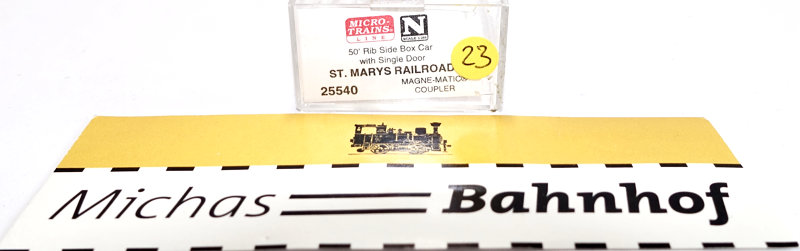 MICRO-
TRAINS®
LINE
N
SCALE 1:160
23
50' Rib Side Box Car
with Single Door
ST. MARYS RAILROAD
25540
MAGNE-MATIC®
COUPLER
Michas Bahnhof